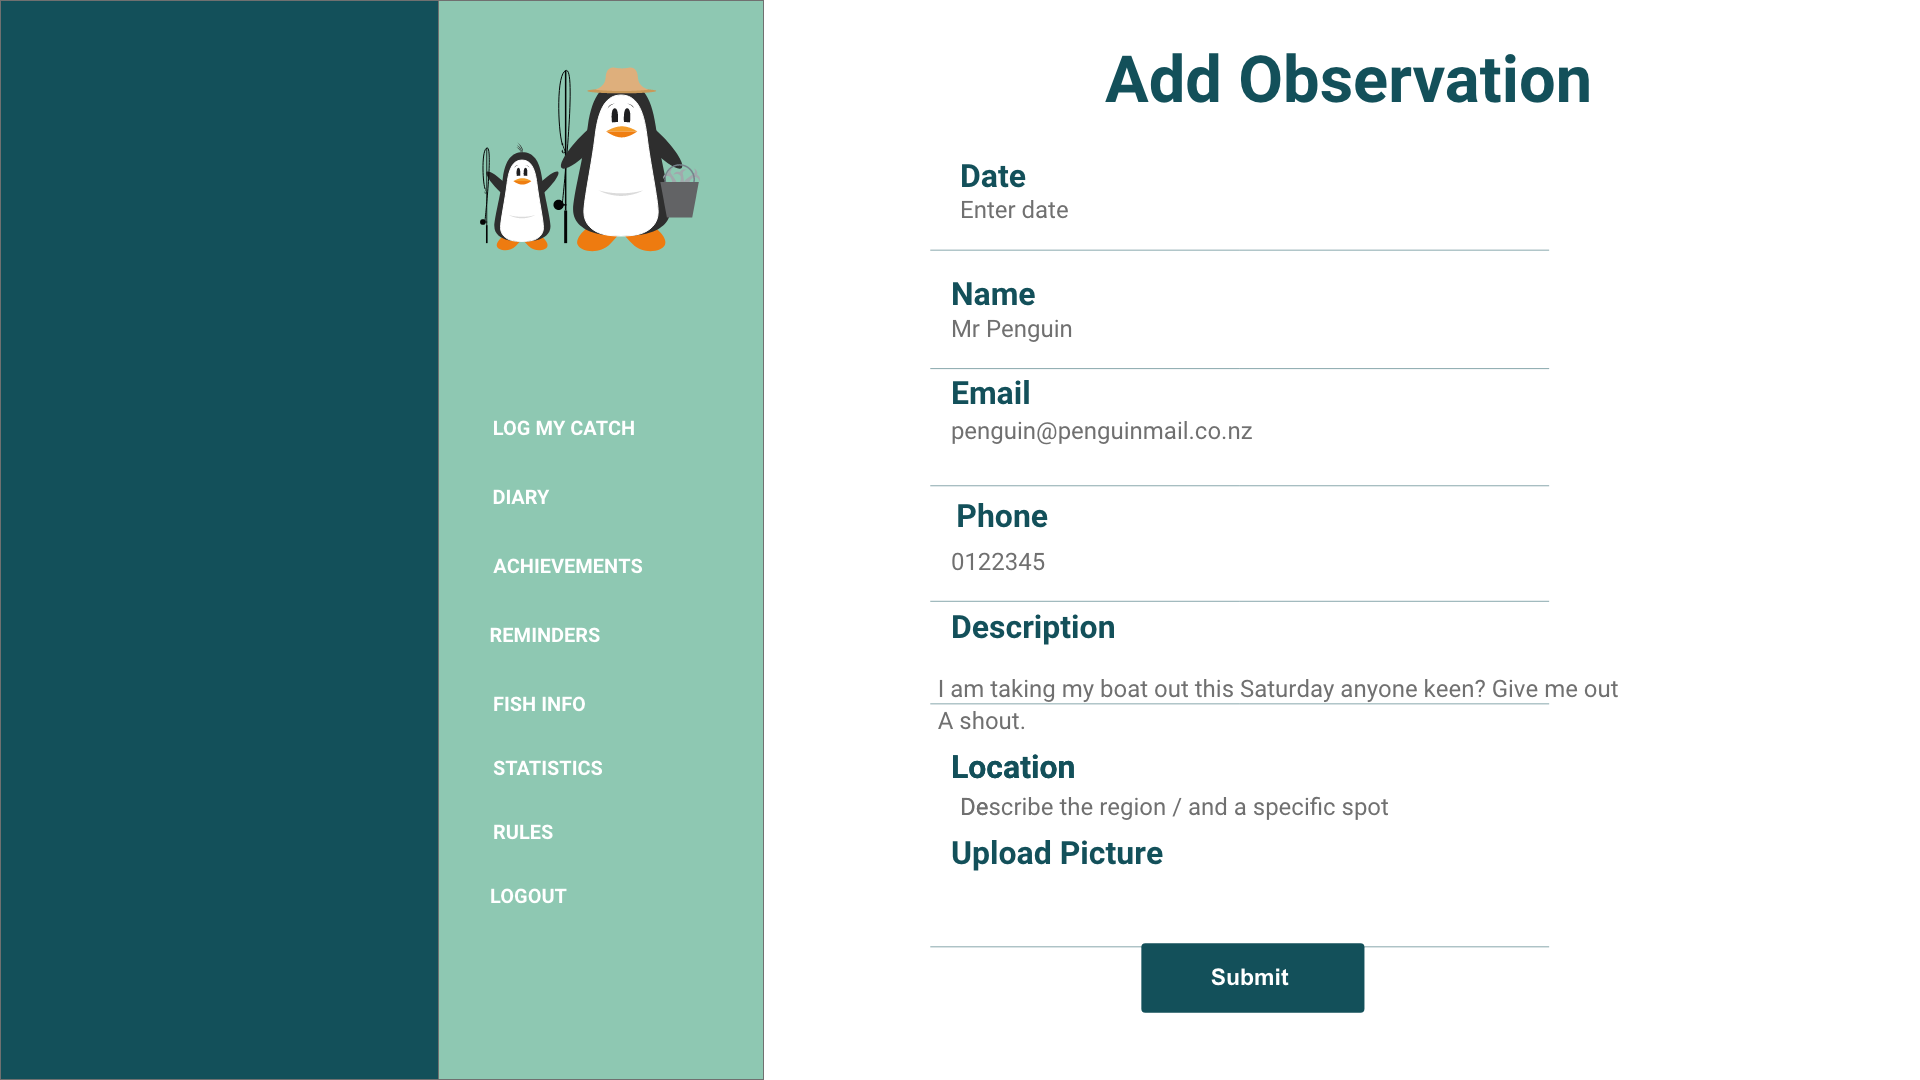 LOG MY CATCH
DIARY
ACHIEVEMENTS
REMINDERS
FISH INFO
STATISTICS
RULES
LOGOUT
Add Observation
Date
Enter date
Name
Mr Penguin
Email
penguin@penguinmail.co.nz
Phone
0122345
Description
I am taking my boat out this Saturday anyone keen? Give me out
A shout.
Location
Describe the region / and a specific spot
Upload Picture
Submit